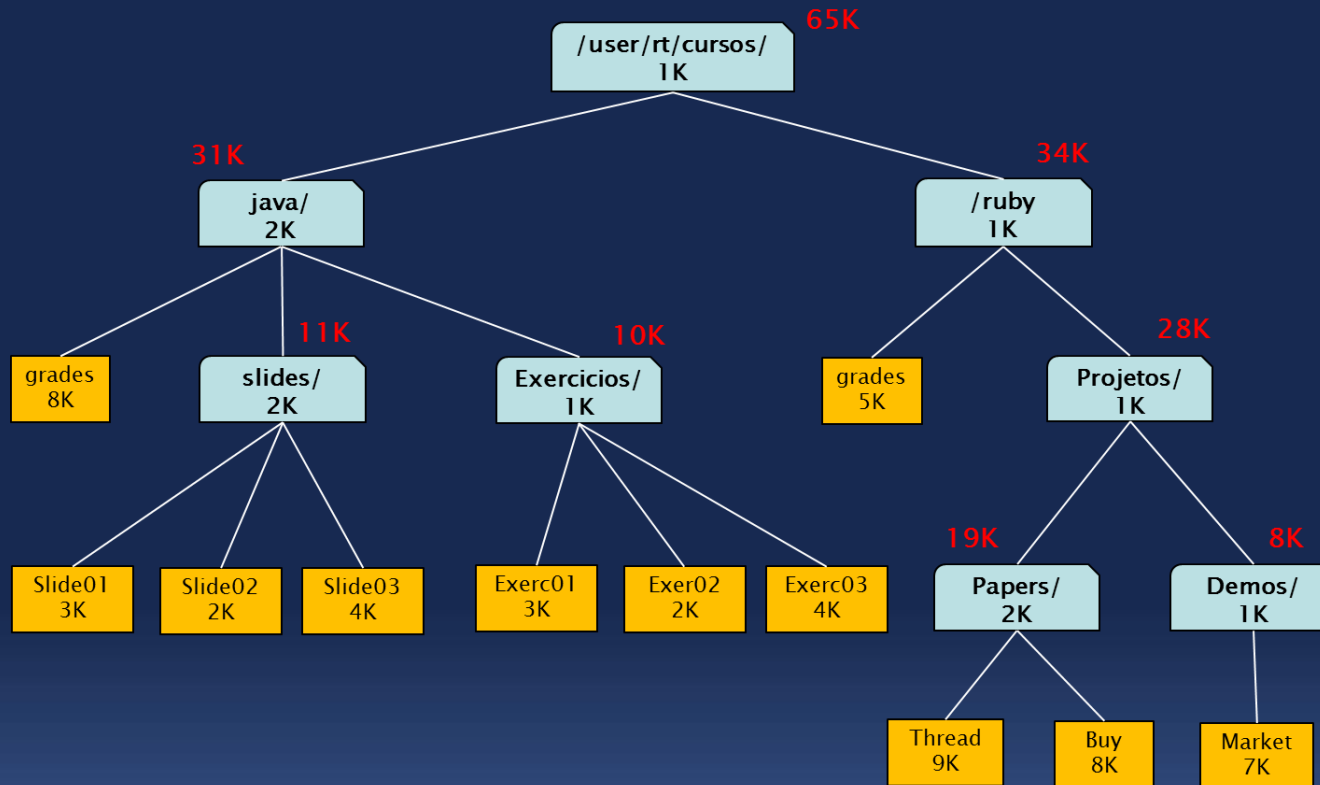 65K
/user/rt/cursos/
1K
31K
34K
java/
2K
/ruby
1K
11K
10K
28K
grades
8K
slides/
2K
Exercicios/
1K
grades
5K
Projetos/
1K
19K
8K
Slide01
3K
Slide02
2K
Slide03
4K
Exerc01
3K
Exer02
2K
Exerc03
4K
Papers/
2K
Demos/
1K
Thread
9K
Buy
8K
Market
7K